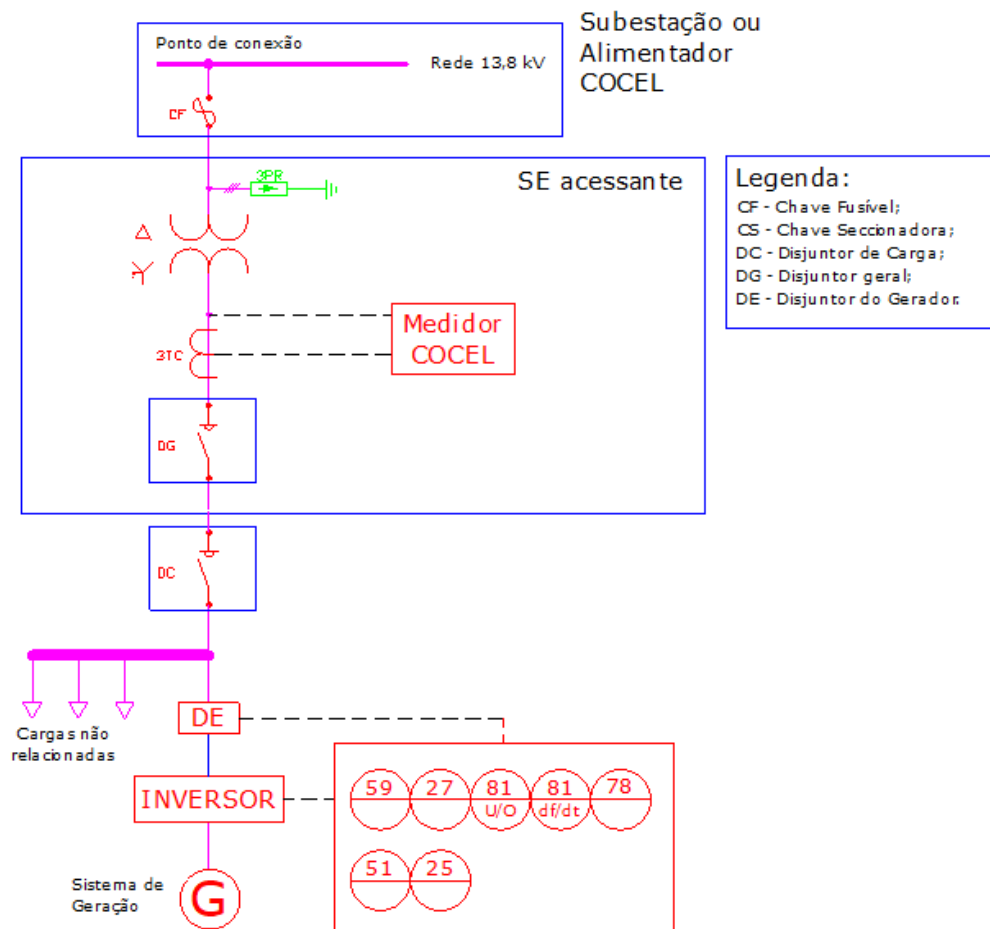 Subestação ou
Alimentador
COCEL
Ponto de conexão
Rede 13,8 kV
CF
SE acessante
3PR
Legenda:
CF - Chave Fusível;
CS - Chave Seccionadora;
DC - Disjuntor de Carga;
DG - Disjuntor geral;
DE - Disjuntor do Gerador.
Medidor
COCEL
3TC
DG
DC
Cargas não
relacionadas
DE
INVERSOR
59 27 81 81 78
U/O df/dt
51 25
Sistema de
Geração
G